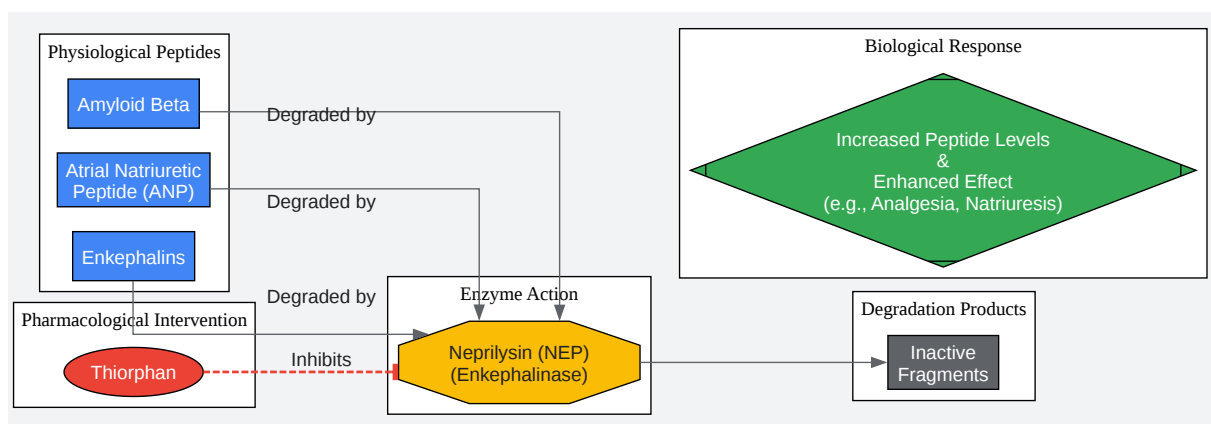 Physiological Peptides
Amyloid Beta
Degraded by
Atrial Natriuretic
Peptide (ANP)
Degraded by
Enkephalins
Degraded by
Pharmacological Intervention
Thiorphan
Inhibits
Enzyme Action
Neprilysin (NEP)
(Enkephalinase)
Biological Response
Increased Peptide Levels
&
Enhanced Effect
(e.g., Analgesia, Natriuresis)
Degradation Products
Inactive
Fragments